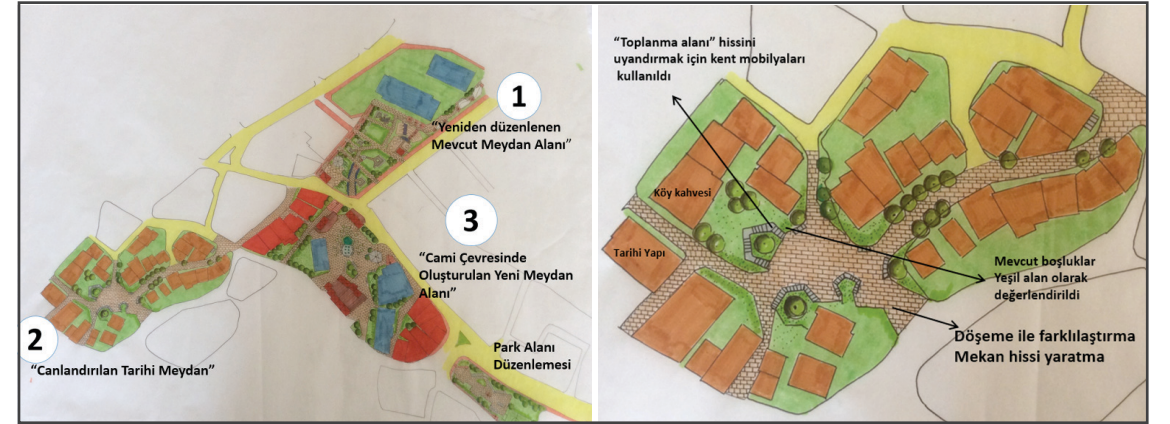 1
“Yeniden düzenlenen
Mevcut Meydan Alanı”
3
“Cami Çevresinde
Oluşturulan Yeni Meydan
Alanı”
2
“Canlandırılan Tarihi Meydan”
Park Alanı
Düzenlemesi
“Toplanma alanı” hissini
uyandırmak için kent mobilyaları
kullanıldı
Köy kahvesi
Tarihi Yapı
Mevcut boşluklar
Yeşil alan olarak
değerlendirildi
Döşeme ile farklılaştırma
Mekan hissi yaratma